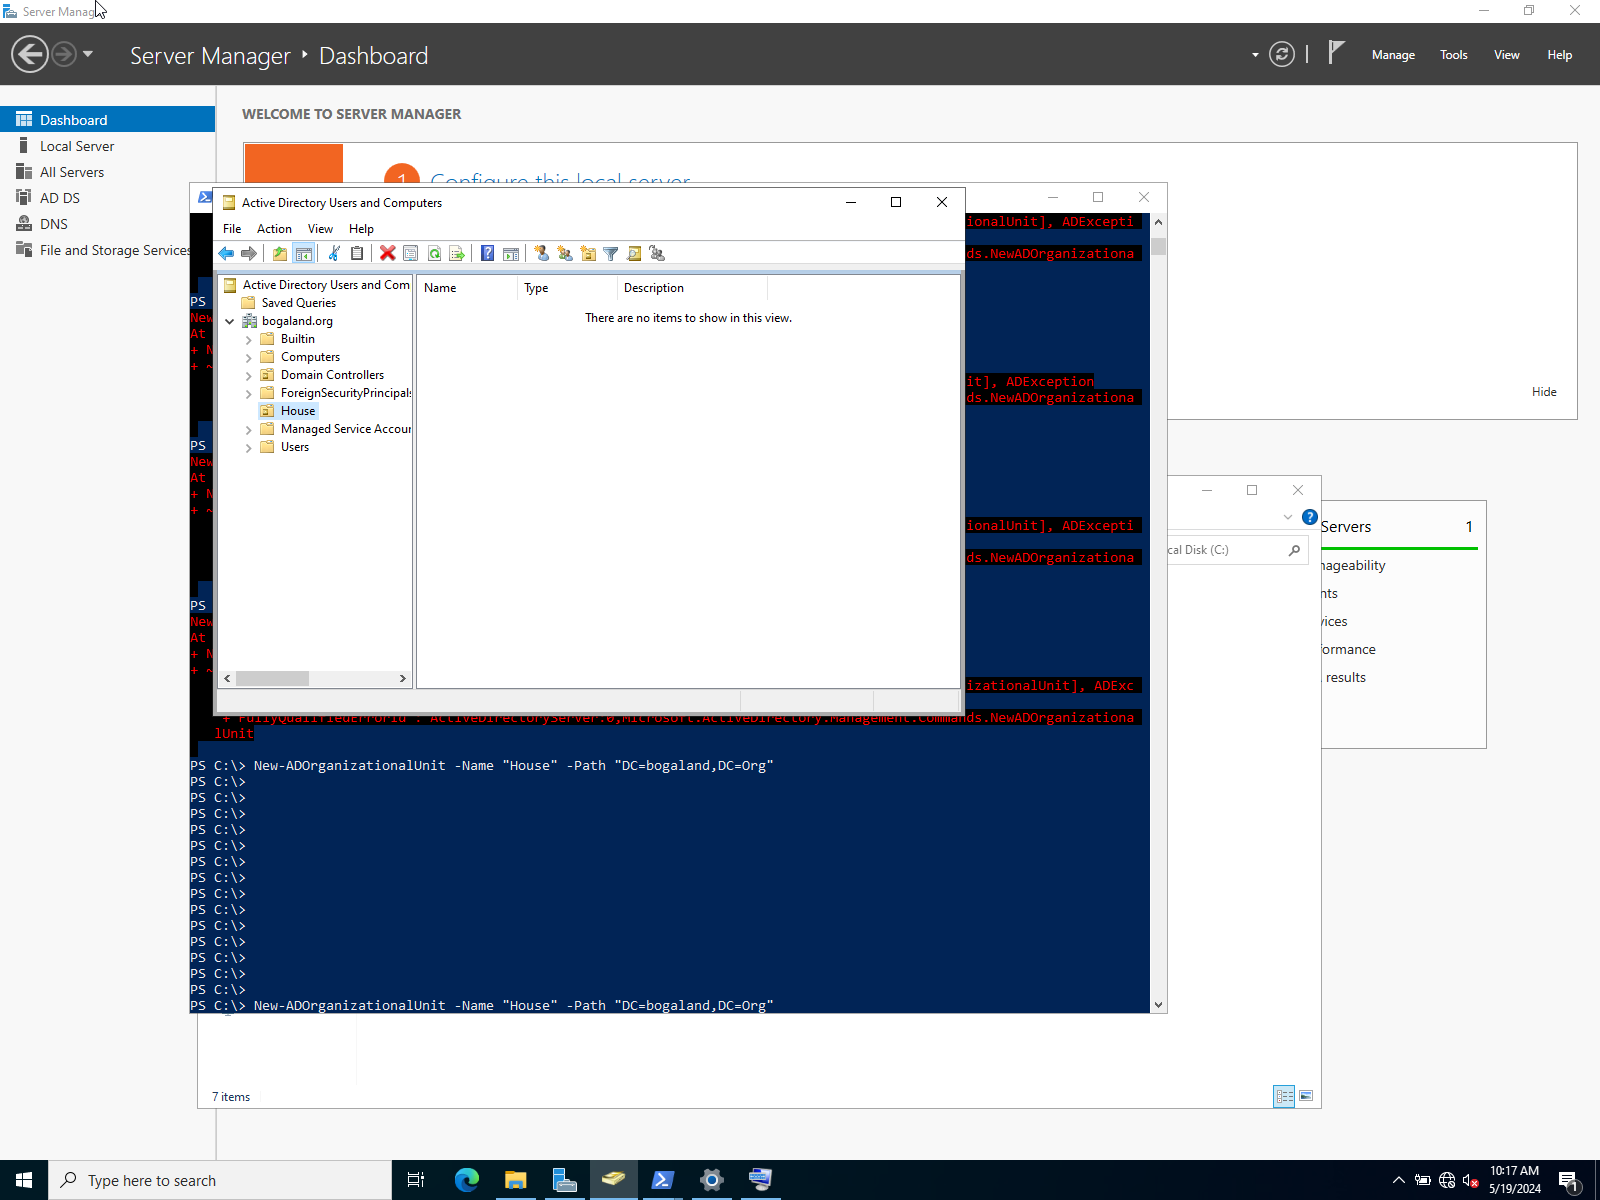 Server Manag
Server Manager
Dashboard
Manage
Tools
View
Help
Dashboard
Local Server
All Servers
AD DS
DNS
File and Storage Services
WELCOME TO SERVER MANAGER
1
Configure this local server
Hide
Active Directory Users and Computers
File
Action
View
Help
Active Directory Users and Com
Saved Queries
bogaland.org
Builtin
Computers
Domain Controllers
ForeignSecurityPrincipals
House
Managed Service Accour
Users
Name
Type
Description
There are no items to show in this view.
ionalUnit], ADExcepti
ds.NewADOrganizationa
PS
New
At
+ N
+ ~
it], ADException
ds.NewADOrganizationa
PS
New
At
+ N
+ ~
ionalUnit], ADExcepti
ds.NewADOrganizationa
PS
New
At
+ N
+ ~
izationalUnit], ADExc
+ FullyQualifiedErrorId : ActiveDirectoryServer:0,Microsoft.ActiveDirectory.Management.Commands.NewADOrganizationa
lUnit
PS C:\> New-ADOrganizationalUnit -Name "House" -Path "DC=bogaland,DC=Org"
PS C:\>
PS C:\>
PS C:\>
PS C:\>
PS C:\>
PS C:\>
PS C:\>
PS C:\>
PS C:\>
PS C:\>
PS C:\>
PS C:\>
PS C:\>
PS C:\>
PS C:\> New-ADOrganizationalUnit -Name "House" -Path "DC=bogaland,DC=Org"
cal Disk (C:)
Servers 1
nageability
nts
vices
ormance
results
7 items
Type here to search
10:17 AM
5/19/2024
1